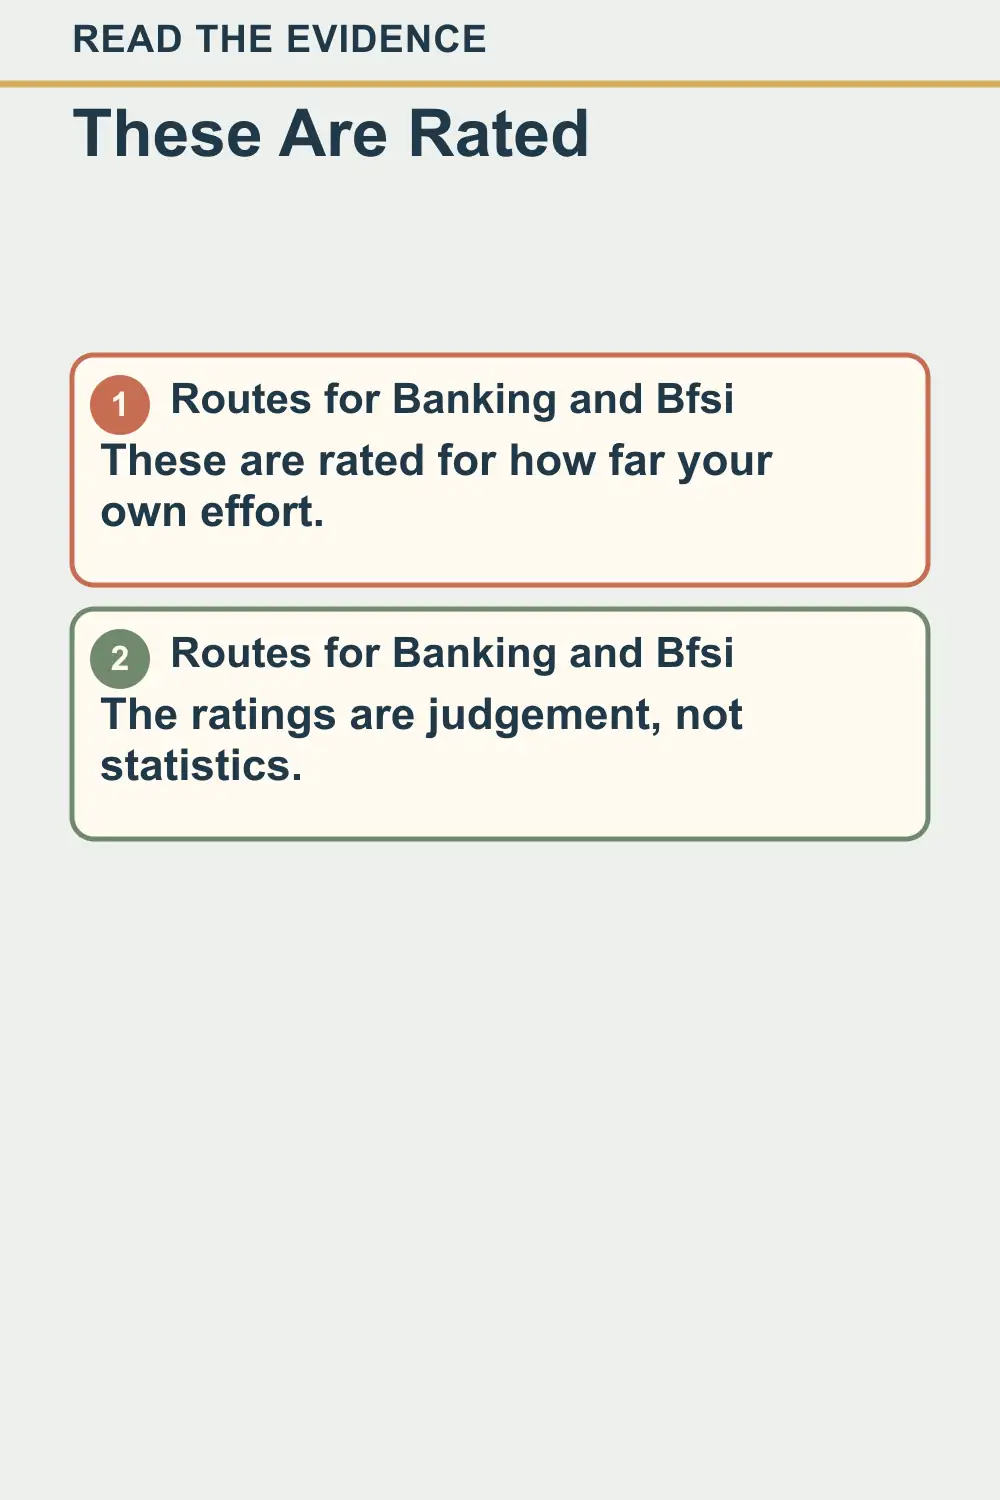 READ THE EVIDENCE
These Are Rated
1 Routes for Banking and Bfsi
These are rated for how far your
own effort.
2 Routes for Banking and Bfsi
The ratings are judgement, not
statistics.